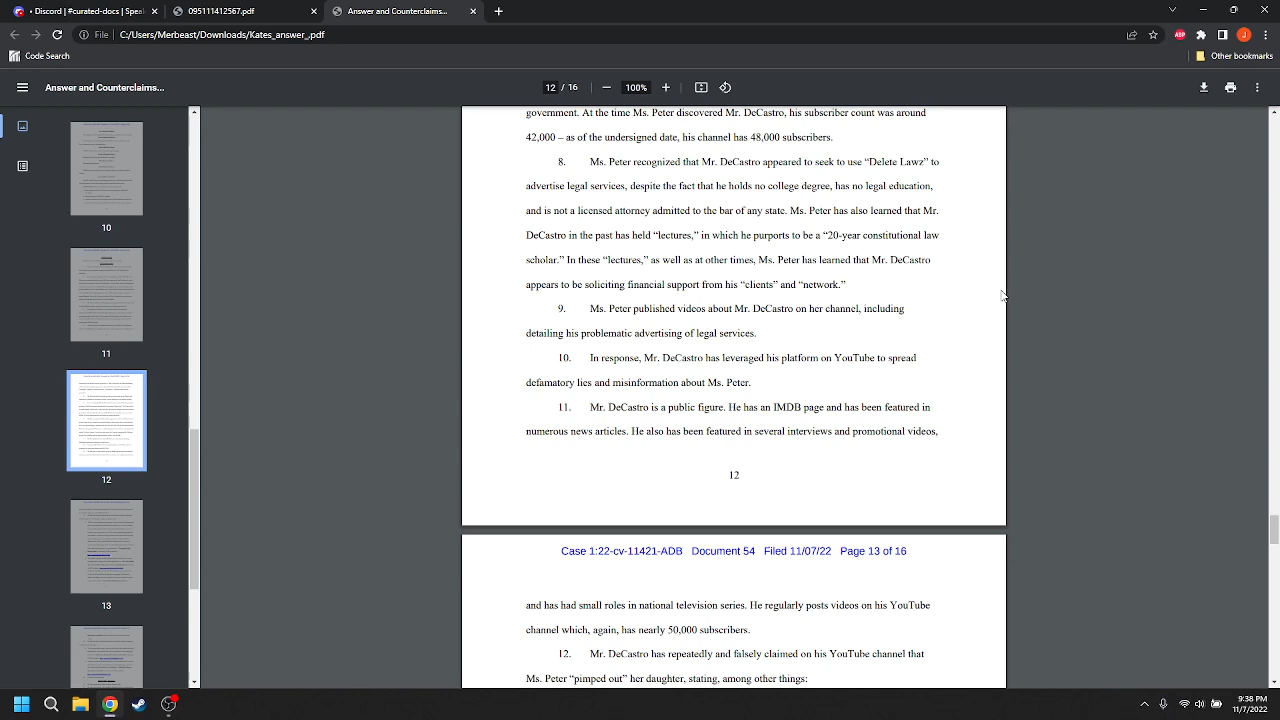 Discord | #curated-docs | Spea
095111412567.pdf
Answer and Counterclaims...
File
C:/Users/Merbeast/Downloads/Kates_answer_.pdf
ABP
J
Code Search
Other bookmarks
Answer and Counterclaims...
12 / 16
100%
government. At the time Ms. Peter discovered Mr. DeCastro, his subscriber count was around
42,000 – as of the undersigned date, his channel has 48,000 subscribers.
8. Ms. Peter recognized that Mr. DeCastro appeared to seek to use “Delete Lawz” to
advertise legal services, despite the fact that he holds no college degree, has no legal education,
and is not a licensed attorney admitted to the bar of any state. Ms. Peter has also learned that Mr.
DeCastro in the past has held “lectures,” in which he purports to be a “20-year constitutional law
scholar.” In these “lectures,” as well as at other times, Ms. Peter has learned that Mr. DeCastro
appears to be soliciting financial support from his “clients” and “network.”
9. Ms. Peter published videos about Mr. DeCastro on her channel, including
detailing his problematic advertising of legal services.
10. In response, Mr. DeCastro has leveraged his platform on YouTube to spread
defamatory lies and misinformation about Ms. Peter.
11. Mr. DeCastro is a public figure. He has an IMDB page and has been featured in
numerous news articles. He also has been featured in several interviews and promotional videos,
12
Case 1:22-cv-11421-ADB Document 54 Filed 11/07/22 Page 13 of 16
and has had small roles in national television series. He regularly posts videos on his YouTube
channel which, again, has nearly 50,000 subscribers.
12. Mr. DeCastro has repeatedly and falsely claimed on his YouTube channel that
Ms. Peter “pimped out” her daughter, stating among other things:
10
11
12
13
9:38 PM
11/7/2022